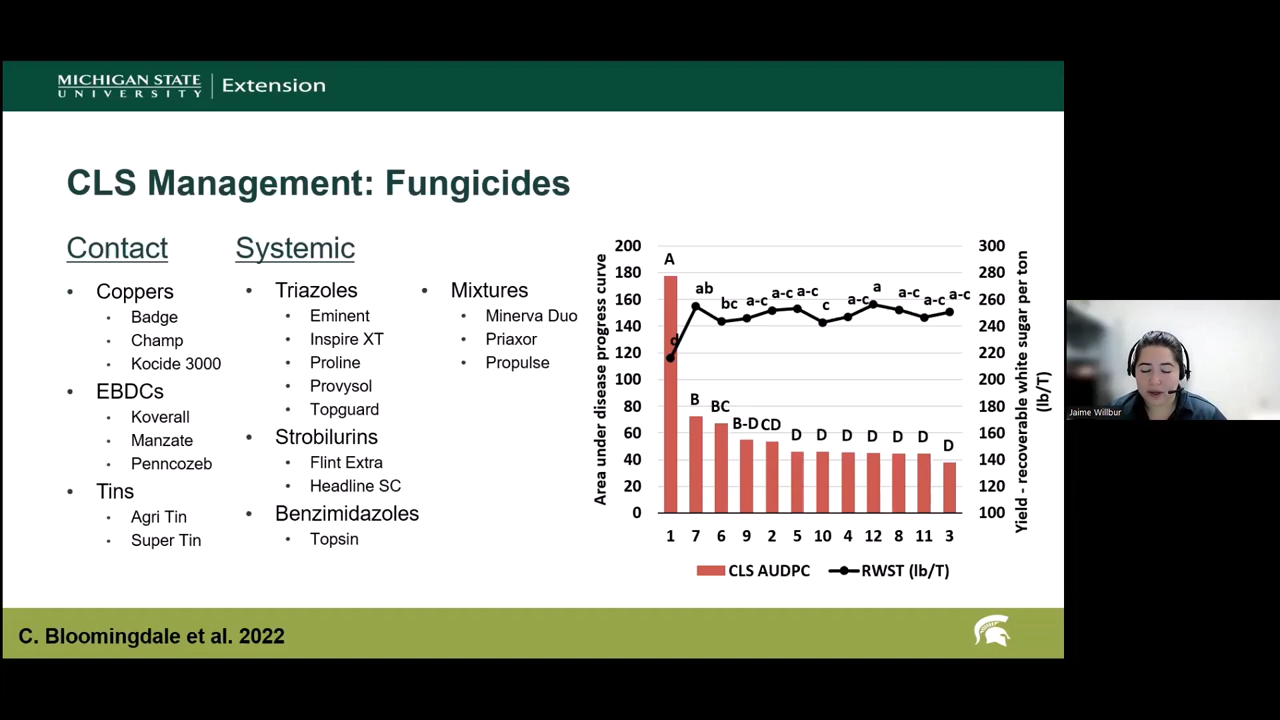 MICHIGAN STATE
UNIVERSITY
Extension
CLS Management: Fungicides
Contact
• Coppers
• Badge
• Champ
• Kocide 3000
• EBDCs
• Koverall
• Manzate
• Penncozeb
• Tins
• Agri Tin
• Super Tin
Systemic
• Triazoles
• Eminent
• Inspire XT
• Proline
• Provysol
• Topguard
• Strobilurins
• Flint Extra
• Headline SC
• Benzimidazoles
• Topsin
• Mixtures
• Minerva Duo
• Priaxor
• Propulse
Area under disease progress curve
200
180
160
140
120
100
80
60
40
20
0
A
d
ab
bc
a-c
a-c
a-c
c
a-c
a
a-c
a-c
a-c
B
BC
B-D
CD
D
D
D
D
D
D
D
300
280
260
240
220
200
180
160
140
120
100
Yield - recoverable white sugar per ton
(lb/T)
1 7 6 9 2 5 10 4 12 8 11 3
CLS AUDPC RWST (lb/T)
C. Bloomingdale et al. 2022
Jaime Willbur